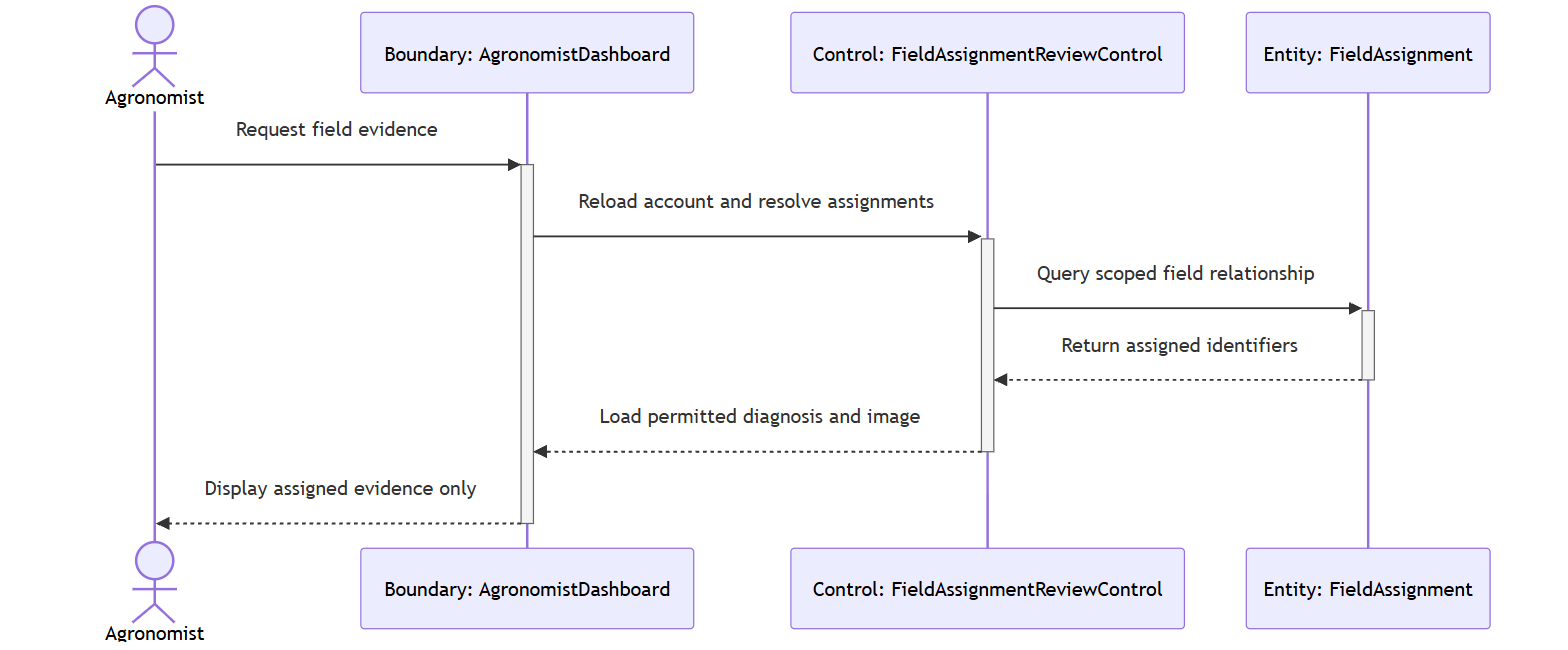 Boundary: AgronomistDashboard
Control: FieldAssignmentReviewControl
Entity: FieldAssignment
Agronomist
Request field evidence
Reload account and resolve assignments
Query scoped field relationship
Return assigned identifiers
Load permitted diagnosis and image
Display assigned evidence only
Boundary: AgronomistDashboard
Control: FieldAssignmentReviewControl
Entity: FieldAssignment
Agronomist